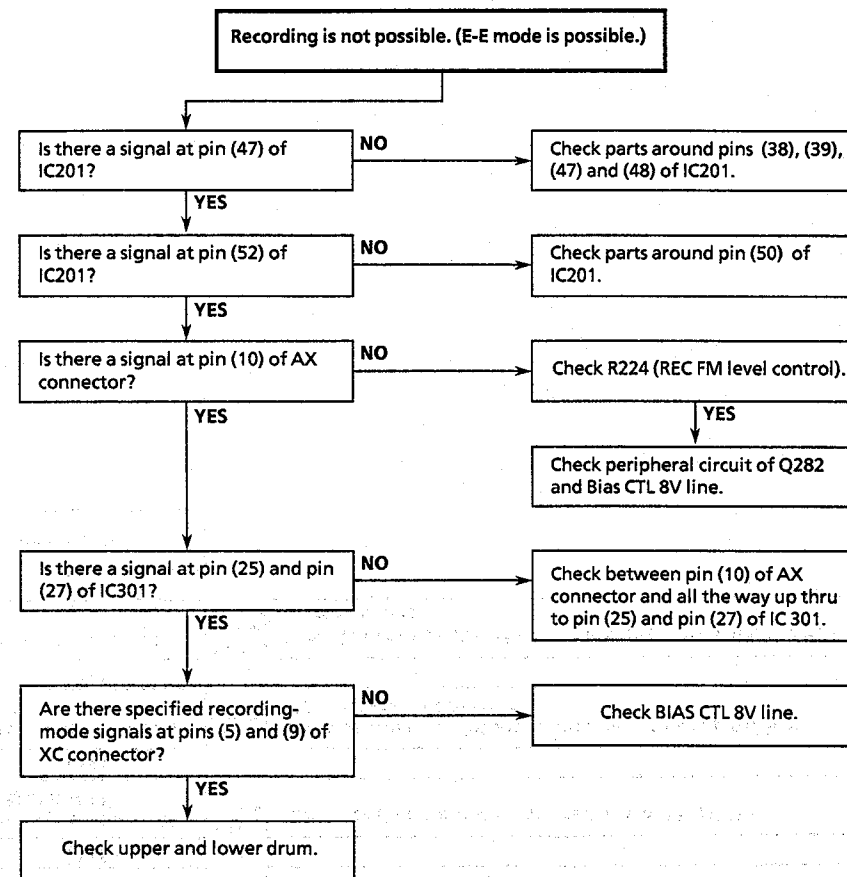 Recording is not possible. (E-E mode is possible.)
Is there a signal at pin (47) of
IC201?
NO
Check parts around pins (38), (39),
(47) and (48) of IC201.
YES
Is there a signal at pin (52) of
IC201?
NO
Check parts around pin (50) of
IC201.
YES
Is there a signal at pin (10) of AX
connector?
NO
Check R224 (REC FM level control).
YES
YES
Check peripheral circuit of Q282
and Bias CTL 8V line.
Is there a signal at pin (25) and pin
(27) of IC301?
NO
Check between pin (10) of AX
connector and all the way up thru
to pin (25) and pin (27) of IC 301.
YES
Are there specified recording-
mode signals at pins (5) and (9) of
XC connector?
NO
Check BIAS CTL 8V line.
YES
Check upper and lower drum.